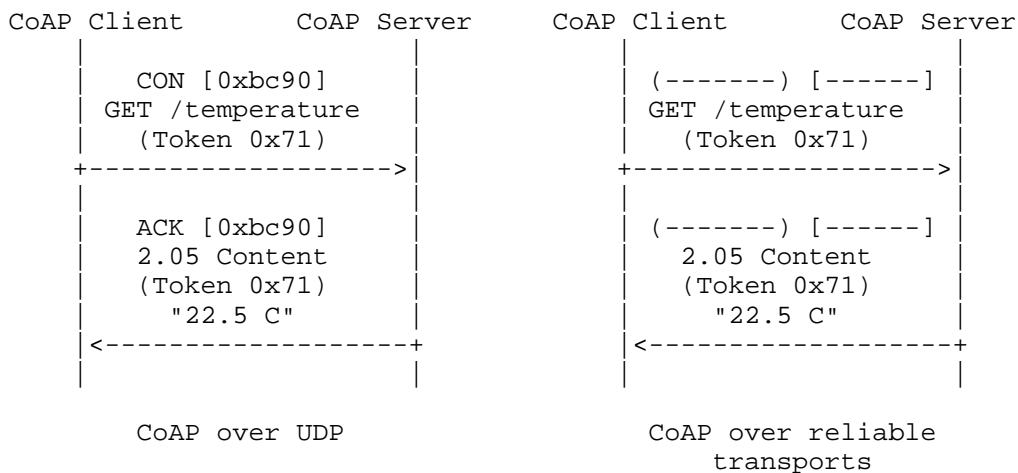 CoAP Client       CoAP Server     CoAP Client       CoAP Server
CON [0xbc90]     (-------) [------]
GET /temperature     GET /temperature
(Token 0x71)     (Token 0x71)
ACK [0xbc90]     (-------) [------]
2.05 Content     2.05 Content
(Token 0x71)     (Token 0x71)
"22.5 C"     "22.5 C"
CoAP over UDP     CoAP over reliable
transports